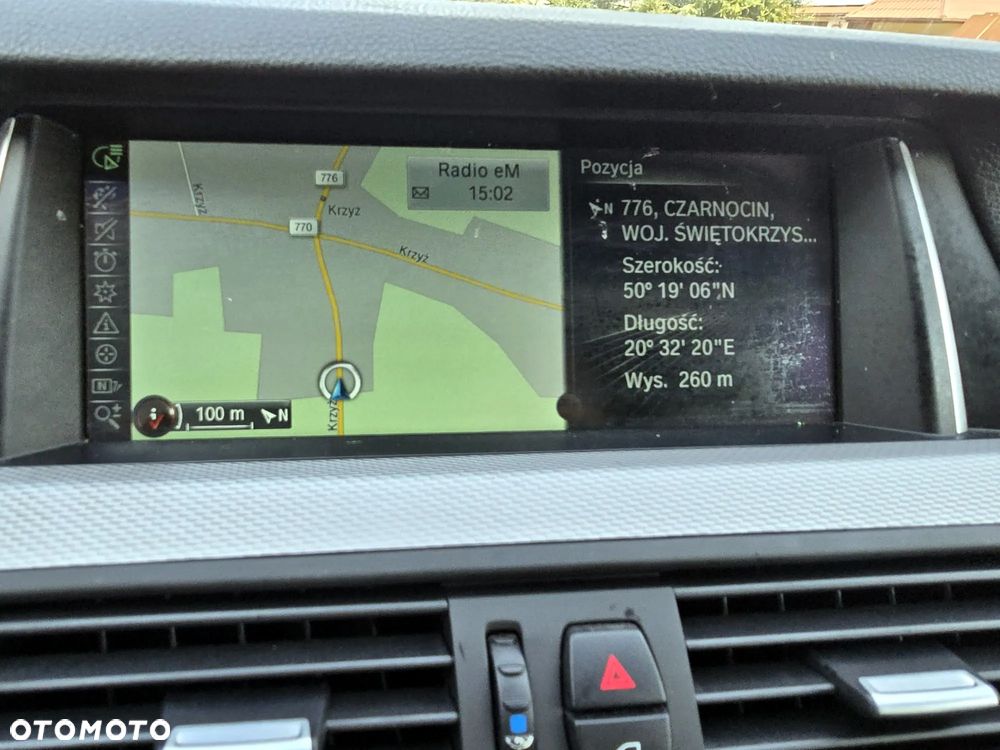 776
Krzyż
Krzyż
770
Krzyż
Krzyż
Radio eM
15:02
100 m
N
Pozycja
N 776, CZARNOCIN,
WOJ. ŚWIĘTOKRZYS...
Szerokość:
50° 19' 06"N
Długość:
20° 32' 20"E
Wys. 260 m
OTOMOTO